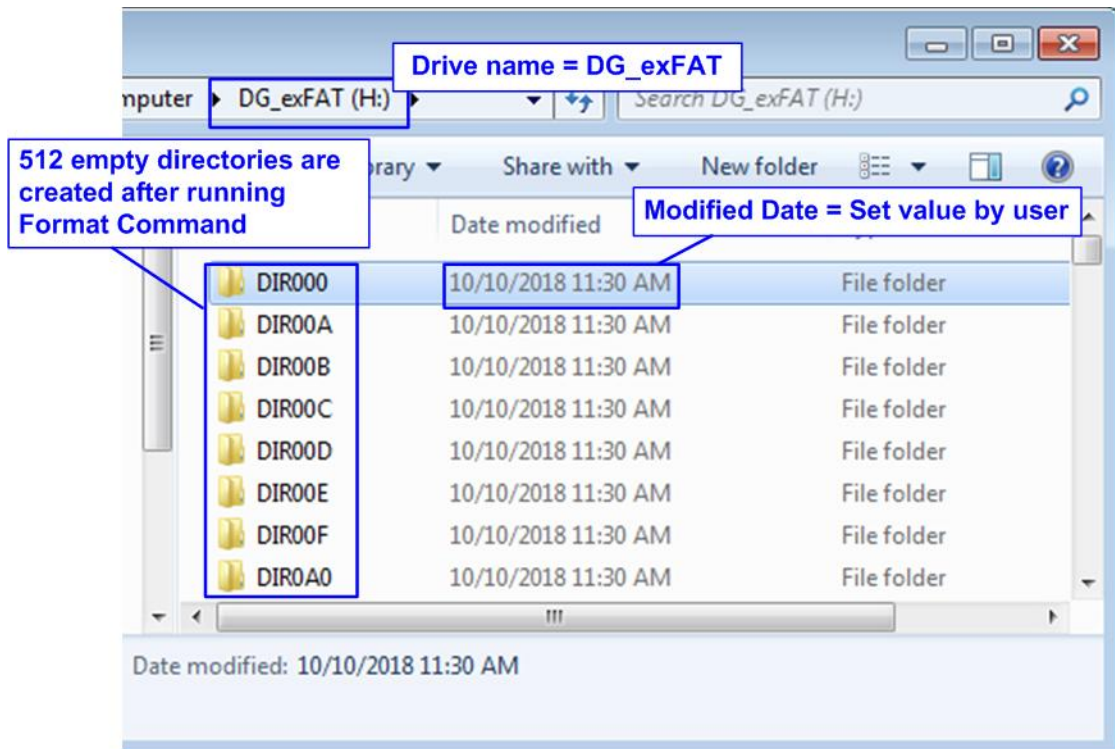 Drive name = DG_exFAT
mputer ▸ DG_exFAT (H:) ▸ Search DG_exFAT (H:)
512 empty directories are
created after running
Format Command
brary Share with New folder
Modified Date = Set value by user
Date modified
DIR000 10/10/2018 11:30 AM File folder
DIR00A 10/10/2018 11:30 AM File folder
DIR00B 10/10/2018 11:30 AM File folder
DIR00C 10/10/2018 11:30 AM File folder
DIR00D 10/10/2018 11:30 AM File folder
DIR00E 10/10/2018 11:30 AM File folder
DIR00F 10/10/2018 11:30 AM File folder
DIR0A0 10/10/2018 11:30 AM File folder
Date modified: 10/10/2018 11:30 AM